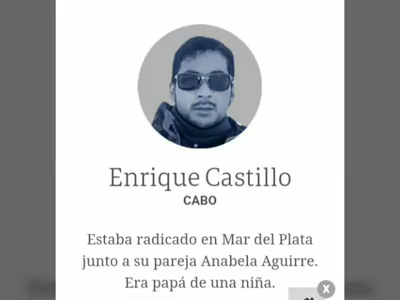 Enrique Castillo
CABO
Estaba radicado en Mar del Plata
junto a su pareja Anabela Aguirre.
Era papá de una niña.
X